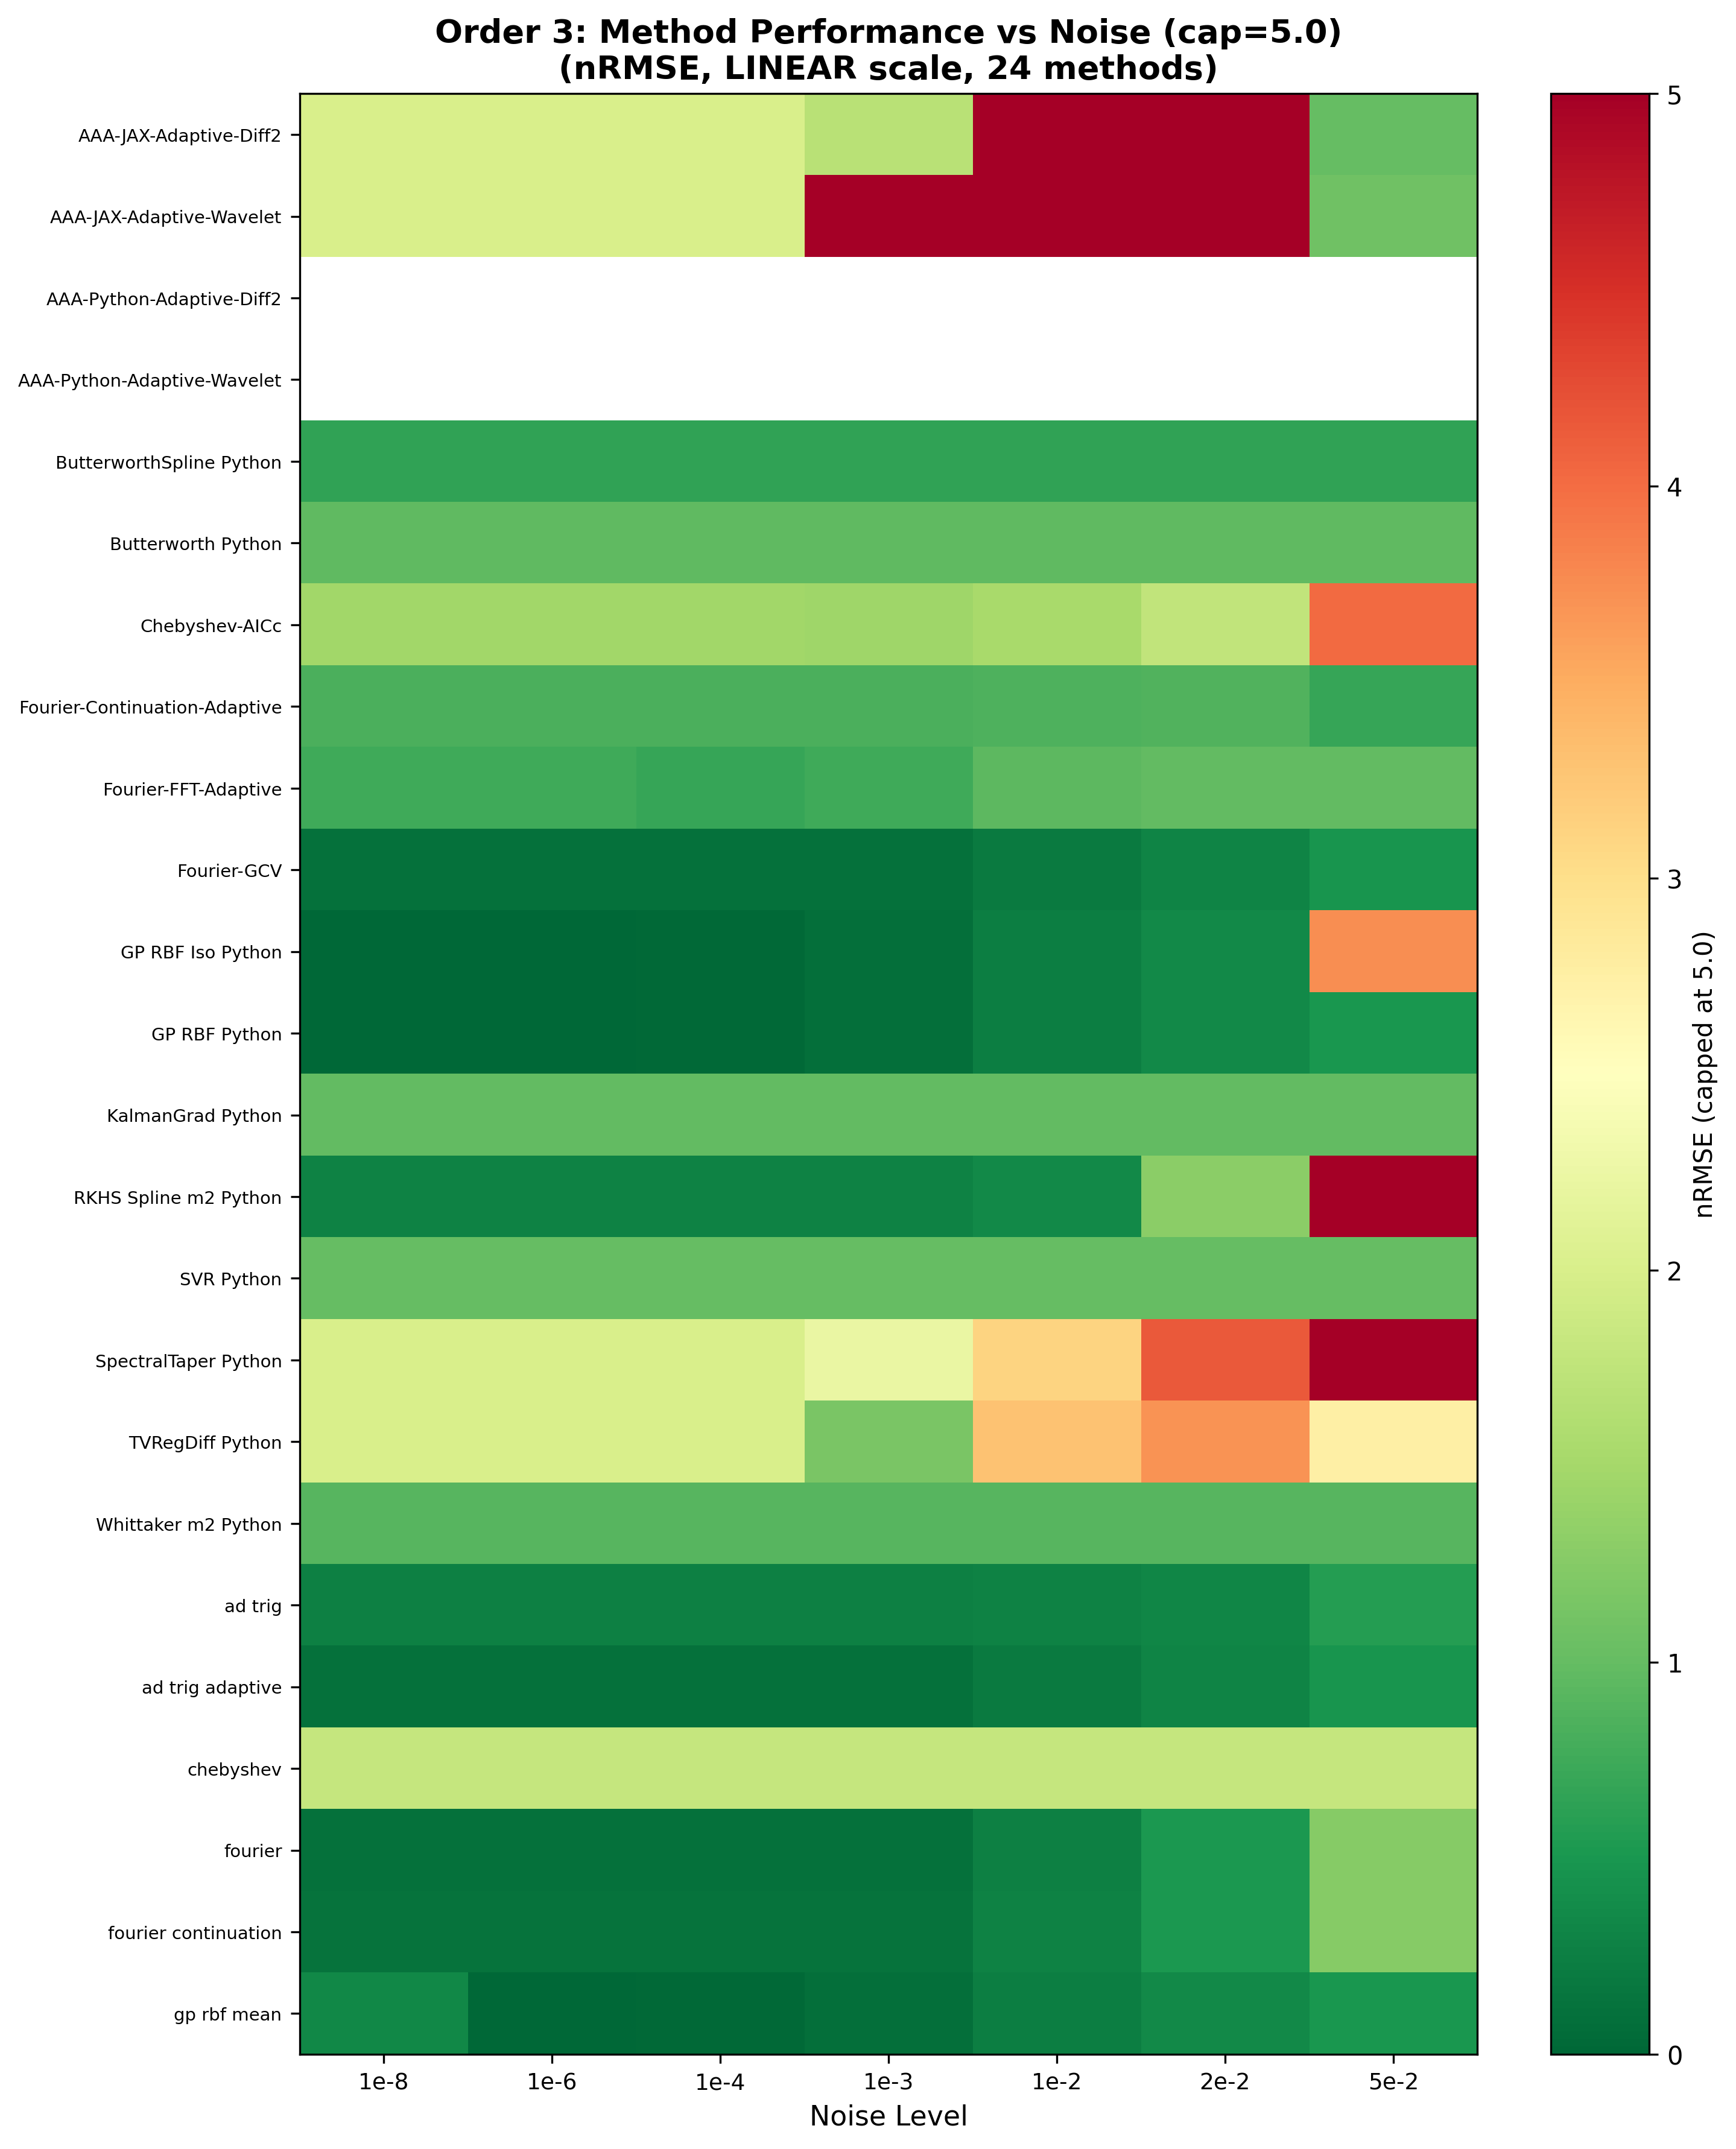 Order 3: Method Performance vs Noise (cap=5.0)
(nRMSE, LINEAR scale, 24 methods)
AAA-JAX-Adaptive-Diff2
AAA-JAX-Adaptive-Wavelet
AAA-Python-Adaptive-Diff2
AAA-Python-Adaptive-Wavelet
ButterworthSpline Python
Butterworth Python
Chebyshev-AICc
Fourier-Continuation-Adaptive
Fourier-FFT-Adaptive
Fourier-GCV
GP RBF Iso Python
GP RBF Python
KalmanGrad Python
RKHS Spline m2 Python
SVR Python
SpectralTaper Python
TVRegDiff Python
Whittaker m2 Python
ad trig
ad trig adaptive
chebyshev
fourier
fourier continuation
gp rbf mean
1e-8 1e-6 1e-4 1e-3 1e-2 2e-2 5e-2
Noise Level
5
4
3
2
1
0
nRMSE (capped at 5.0)